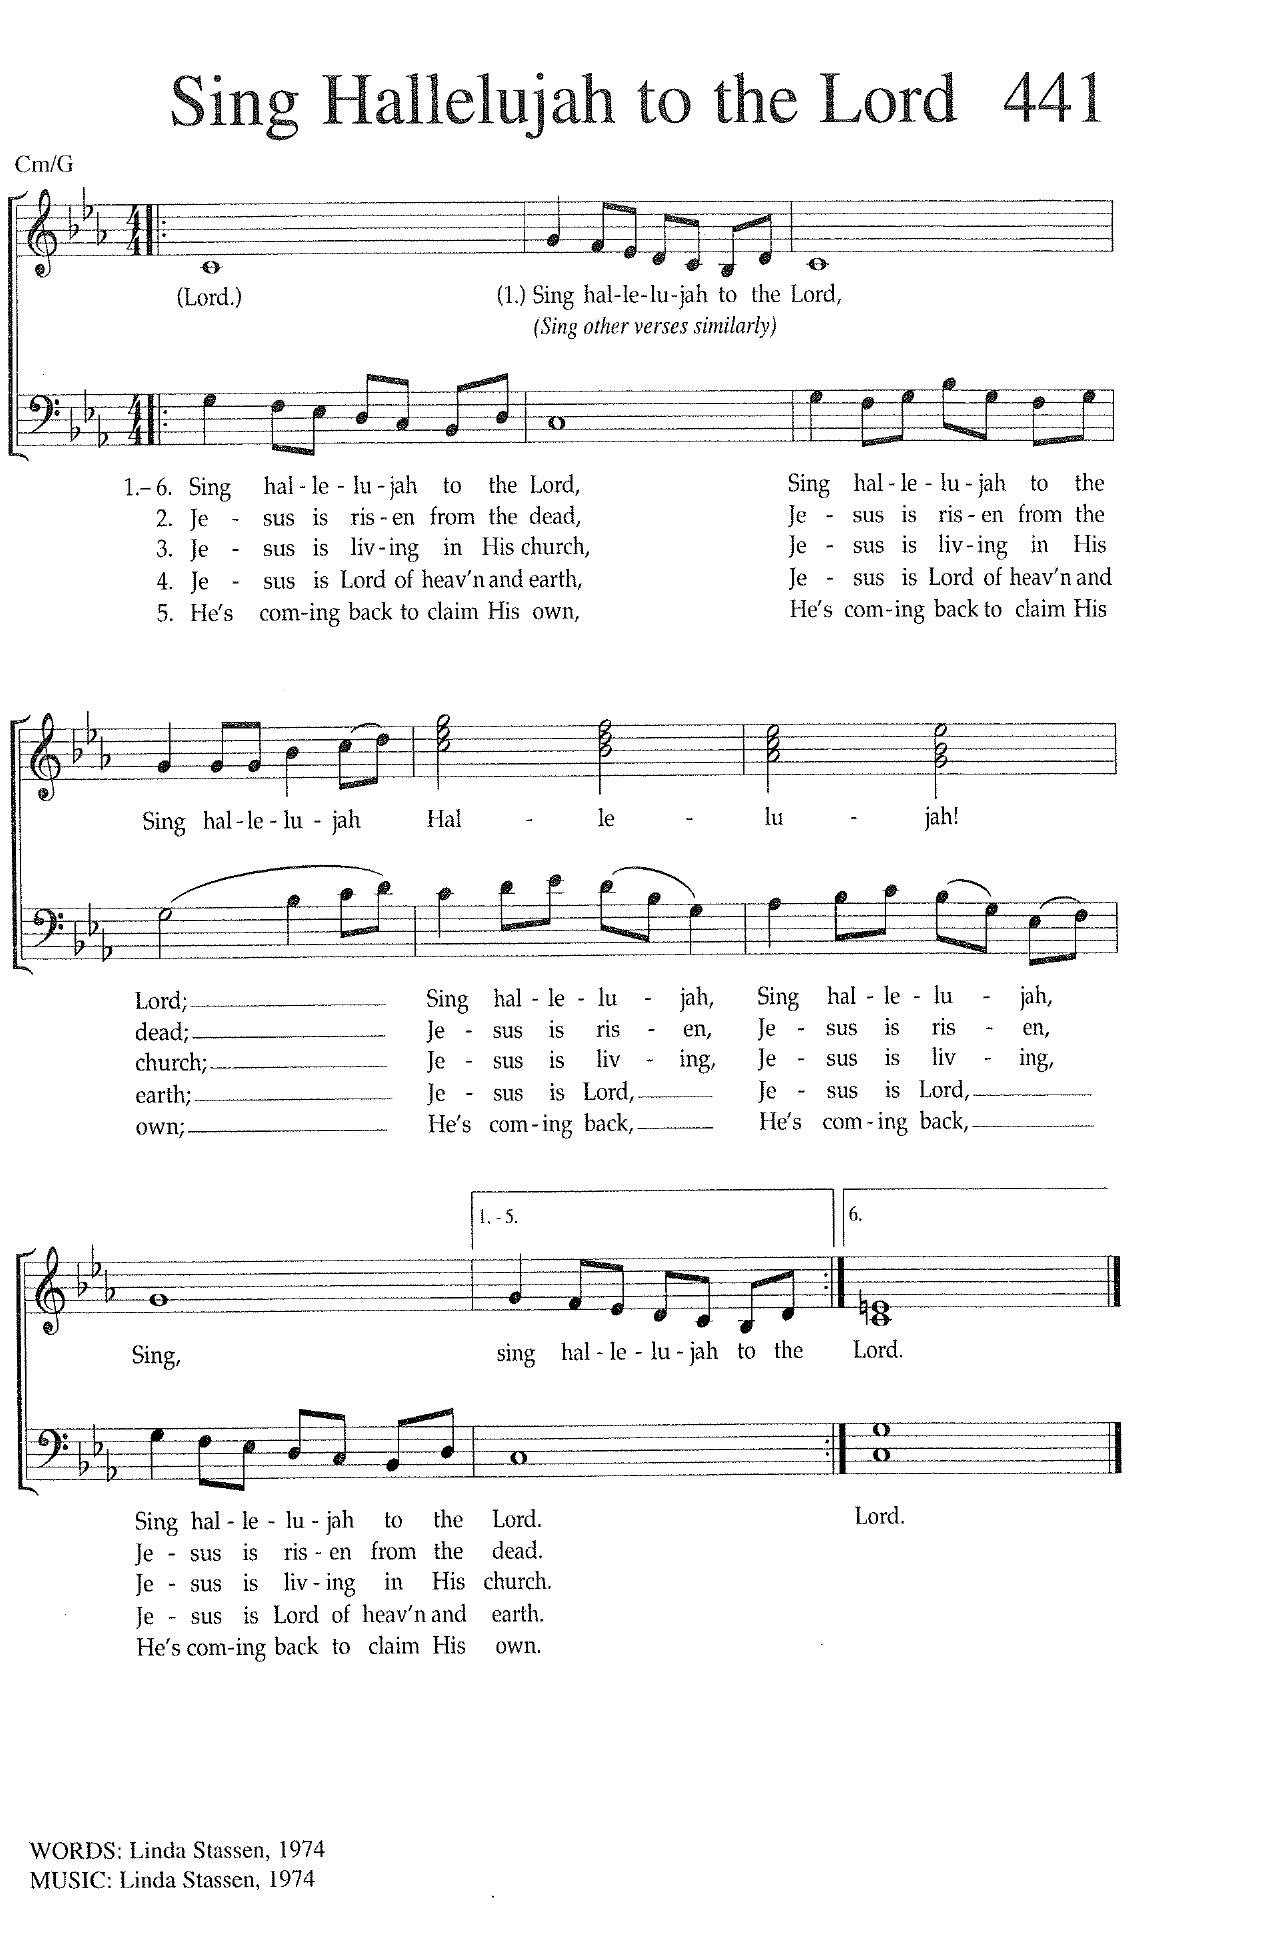 Sing Hallelujah to the Lord 441
Cm/G
(Lord.) (1.) Sing hal-le-lu-jah to the Lord,
(Sing other verses similarly)
1.–6. Sing hal-le-lu-jah to the Lord, Sing hal-le-lu-jah to the
2. Je-sus is ris-en from the dead, Je-sus is ris-en from the
3. Je-sus is liv-ing in His church, Je-sus is liv-ing in His
4. Je-sus is Lord of heav'n and earth, Je-sus is Lord of heav'n and
5. He's com-ing back to claim His own, He's com-ing back to claim His
Sing hal-le-lu-jah Hal-le-lu-jah!
Lord; Sing hal-le-lu-jah, Sing hal-le-lu-jah,
dead; Je-sus is ris-en, Je-sus is ris-en,
church; Je-sus is liv-ing, Je-sus is liv-ing,
earth; Je-sus is Lord, Je-sus is Lord,
own; He's com-ing back, He's com-ing back,
1.-5. 6.
Sing, sing hal-le-lu-jah to the Lord.
Sing hal-le-lu-jah to the Lord. Lord.
Je-sus is ris-en from the dead.
Je-sus is liv-ing in His church.
Je-sus is Lord of heav'n and earth.
He's com-ing back to claim His own.
WORDS: Linda Stassen, 1974
MUSIC: Linda Stassen, 1974